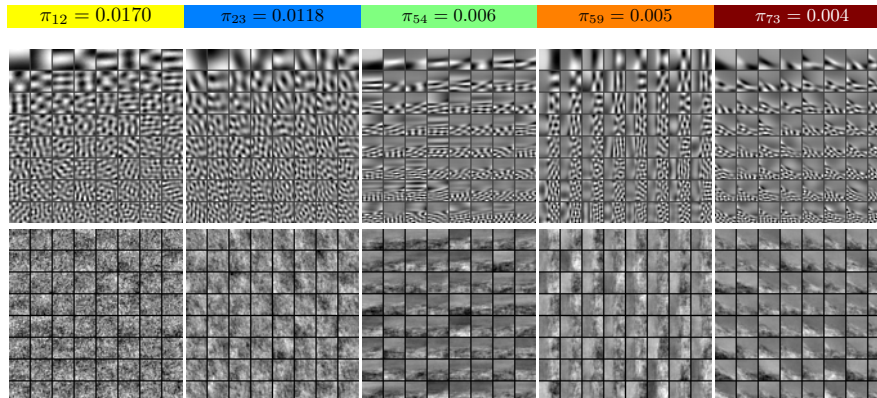 π₁₂ = 0.0170 π₂₃ = 0.0118 π₅₄ = 0.006 π₅₉ = 0.005 π₇₃ = 0.004